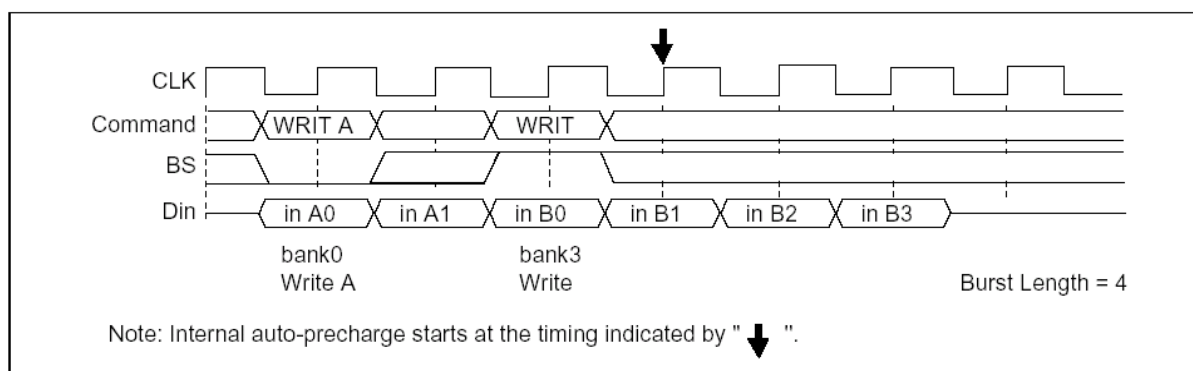 CLK
Command WRIT A WRIT
BS
Din in A0 in A1 in B0 in B1 in B2 in B3
bank0 bank3
Write A Write Burst Length = 4
Note: Internal auto-precharge starts at the timing indicated by " ".